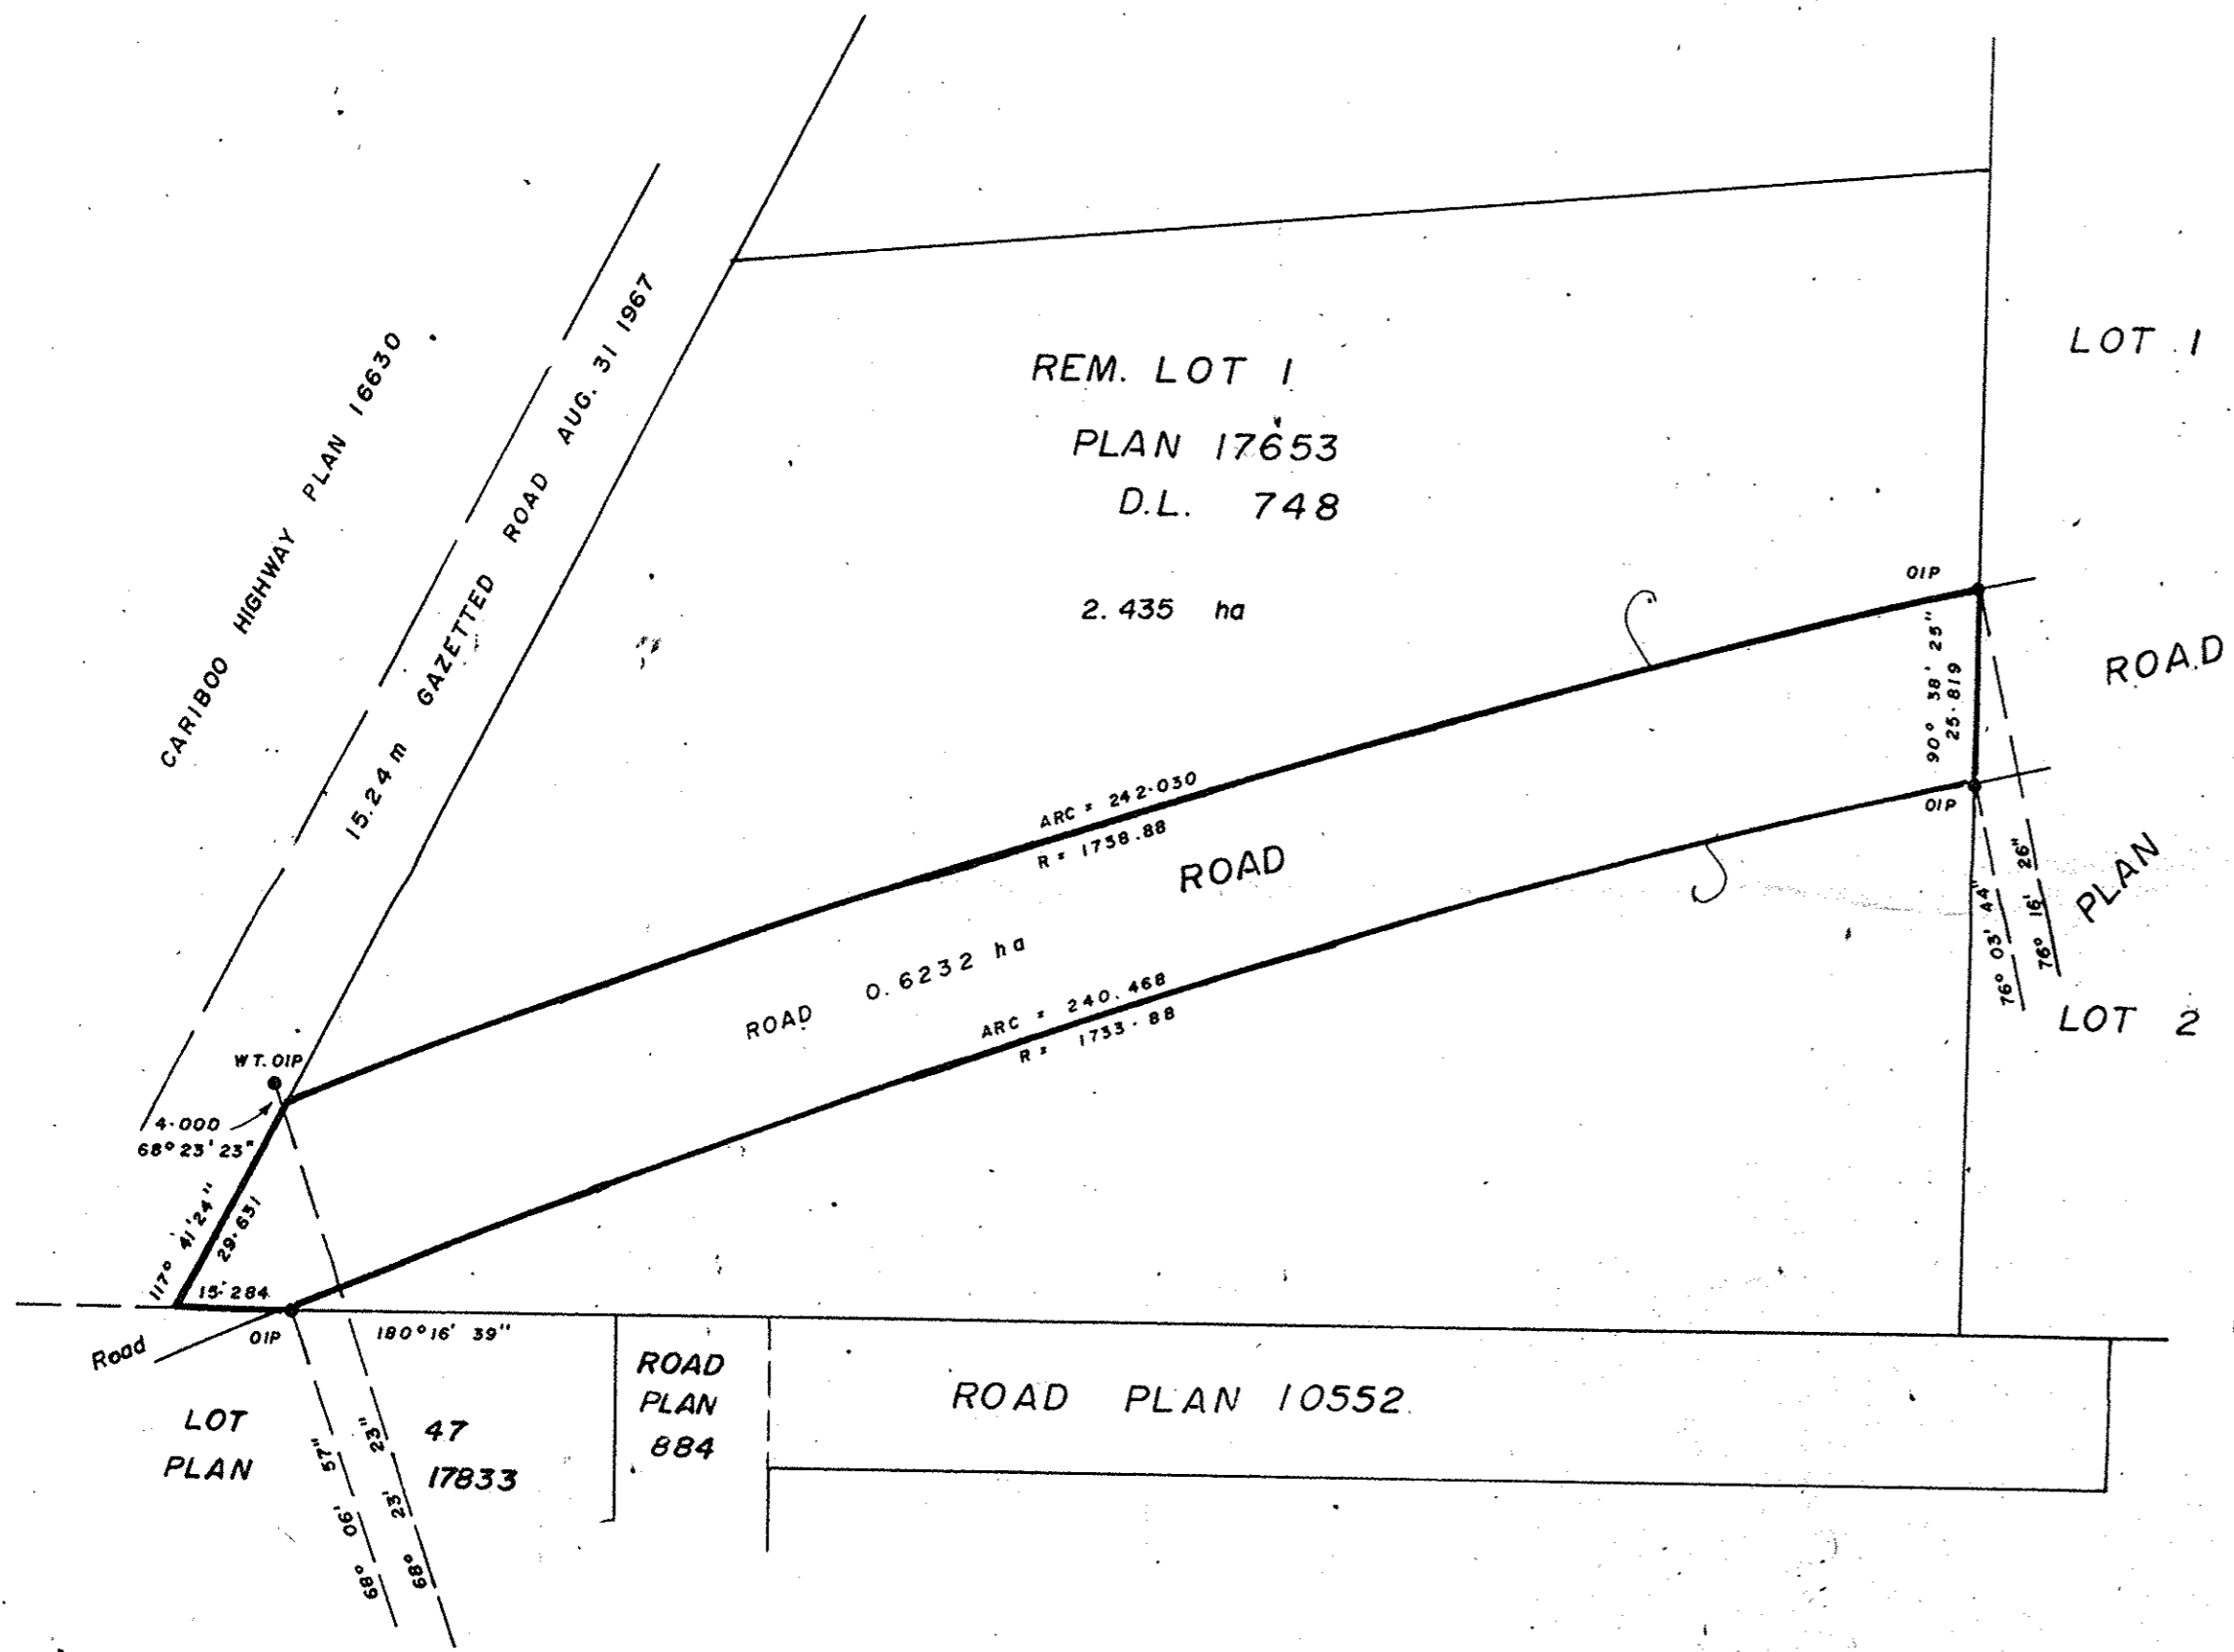 CARIBOO HIGHWAY PLAN 16630
15.24 m GAZETTED ROAD AUG. 31 1967
REM. LOT 1
PLAN 17653
D.L. 748
2.435 ha
LOT 1
OIP
90° 38' 25"
25.819
ROAD
OIP
PLAN
76° 03' 44"
76° 16' 26"
LOT 2
ARC = 242.030
R = 1738.88
ROAD
ROAD 0.6232 ha
ARC = 240.468
R = 1733.88
WT. OIP
4.000
68° 23' 23"
117° 41' 24"
29.631
15.284
Road
OIP
180° 16' 39"
LOT 47
PLAN 17833
68° 06' 57"
68° 23' 23"
ROAD
PLAN
884
ROAD PLAN 10552